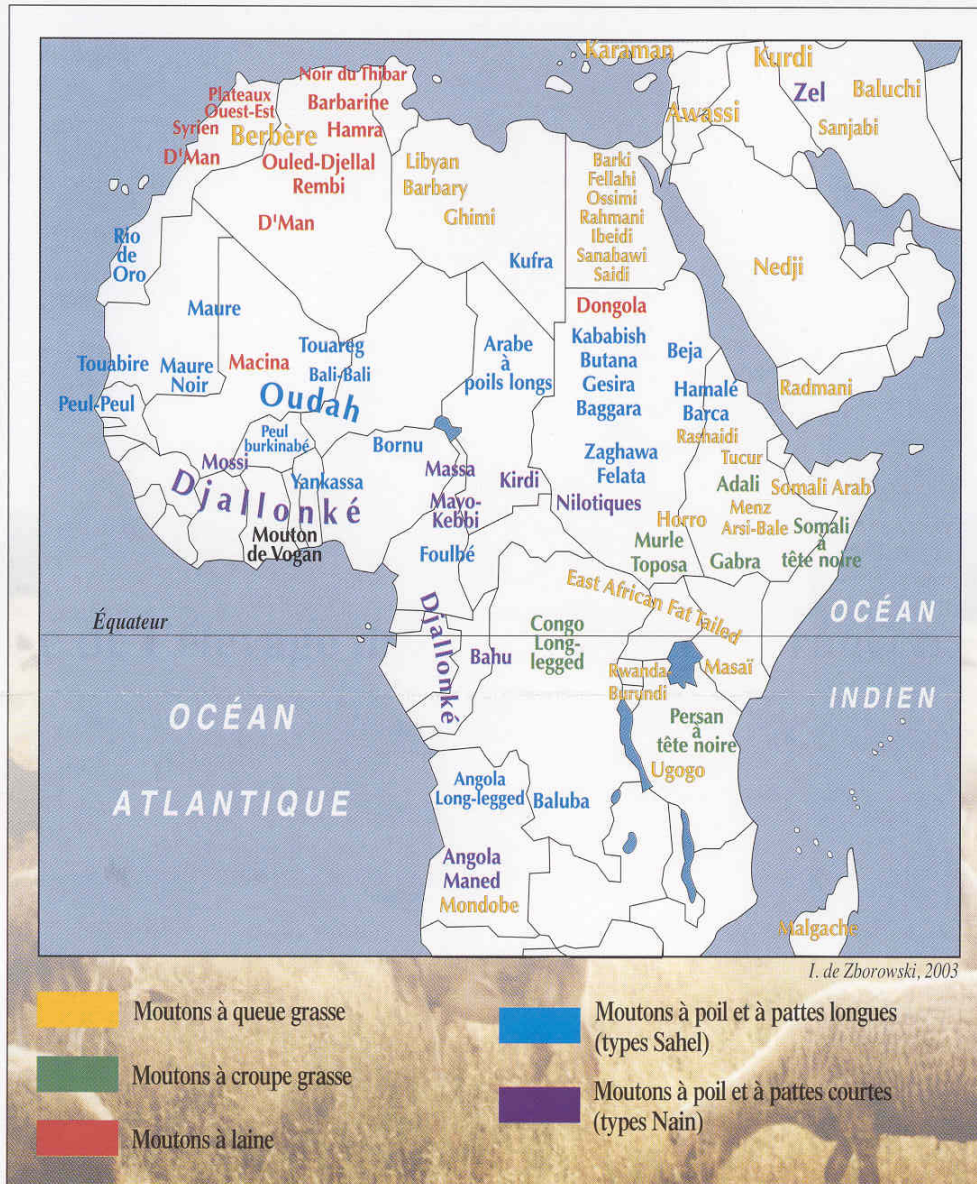 Karaman
Kurdi
Noir du Thibar
Zel
Baluchi
Plateaux
Ouest-Est
Barbarine
Awassi
Syrien
Berbère
Hamra
Sanjabi
D'Man
Ouled-Djellal
Rembi
Libyan
Barbary
Ghimi
Barki
Fellahi
Ossimi
Rahmani
Ibeidi
Sanabawi
Saidi
D'Man
Rio
de
Oro
Kufra
Nedji
Maure
Dongola
Touabire
Maure
Noir
Macina
Touareg
Bali-Bali
Arabe
à
poils longs
Kababish
Butana
Gesira
Baggara
Beja
Hamalé
Barca
Radmani
Peul-Peul
Oudah
Peul
burkinabé
Bornu
Rashaidi
Tucur
Mossi
Yankassa
Massa
Kirdi
Zaghawa
Felata
Adali
Somali Arab
Djallonké
Mayo-
Kebbi
Nilotiques
Horro
Menz
Arsi-Bale
Somali
à
tête noire
Mouton
de Vogan
Foulbé
Murle
Toposa
Gabra
East African Fat Tailed
Équateur
Djallonké
Bahu
Congo
Long-
legged
OCÉAN
INDIEN
Rwanda
Burundi
Masaï
OCÉAN
ATLANTIQUE
Persan
à
tête noire
Ugogo
Angola
Long-legged
Baluba
Angola
Maned
Mondobe
Malgache
I. de Zborowski, 2003
Moutons à queue grasse
Moutons à croupe grasse
Moutons à laine
Moutons à poil et à pattes longues
(types Sahel)
Moutons à poil et à pattes courtes
(types Nain)